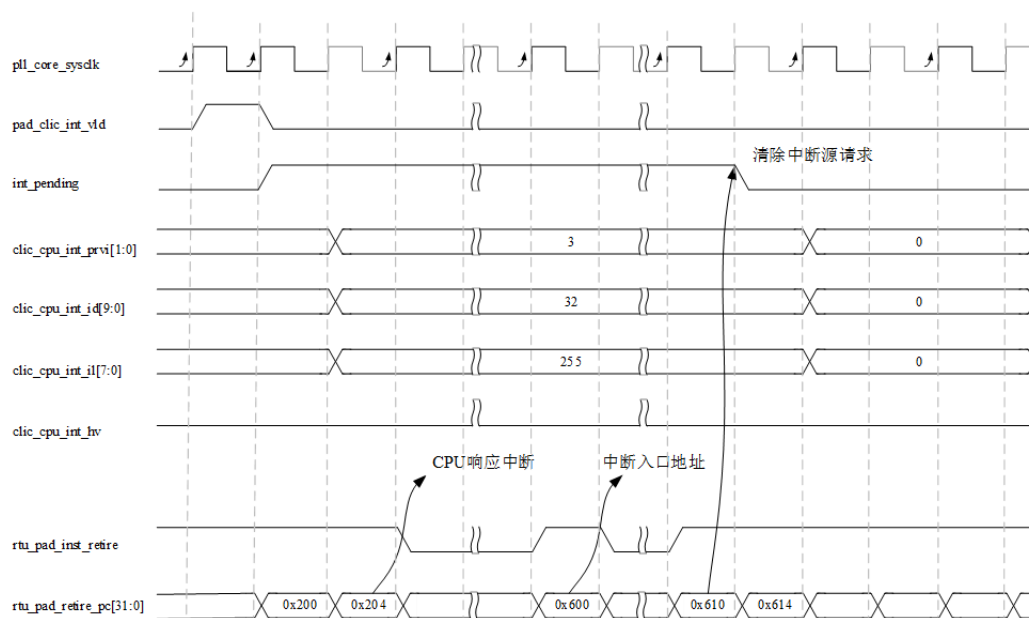 pll_core_sysclk
pad_clic_int_vld
清除中断源请求
int_pending
clic_cpu_int_prvi[1:0] 3 0
clic_cpu_int_id[9:0] 32 0
clic_cpu_int_il[7:0] 255 0
clic_cpu_int_hv
CPU响应中断 中断入口地址
rtu_pad_inst_retire
rtu_pad_retire_pc[31:0] 0x200 0x204 0x600 0x610 0x614